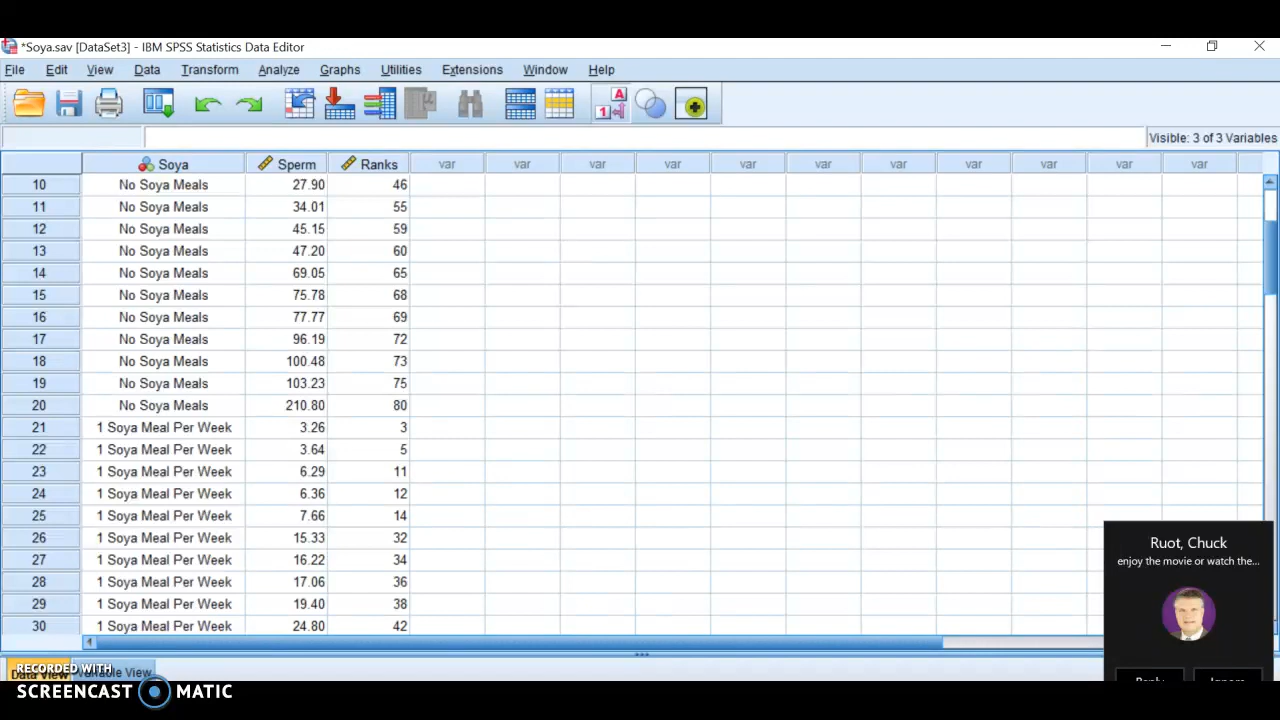 *Soya.sav [DataSet3] - IBM SPSS Statistics Data Editor
File Edit View Data Transform Analyze Graphs Utilities Extensions Window Help
Visible: 3 of 3 Variables
Soya Sperm Ranks var var var var var var var var var var var
10 No Soya Meals 27.90 46
11 No Soya Meals 34.01 55
12 No Soya Meals 45.15 59
13 No Soya Meals 47.20 60
14 No Soya Meals 69.05 65
15 No Soya Meals 75.78 68
16 No Soya Meals 77.77 69
17 No Soya Meals 96.19 72
18 No Soya Meals 100.48 73
19 No Soya Meals 103.23 75
20 No Soya Meals 210.80 80
21 1 Soya Meal Per Week 3.26 3
22 1 Soya Meal Per Week 3.64 5
23 1 Soya Meal Per Week 6.29 11
24 1 Soya Meal Per Week 6.36 12
25 1 Soya Meal Per Week 7.66 14
26 1 Soya Meal Per Week 15.33 32
27 1 Soya Meal Per Week 16.22 34
28 1 Soya Meal Per Week 17.06 36
29 1 Soya Meal Per Week 19.40 38
30 1 Soya Meal Per Week 24.80 42
Ruot, Chuck
enjoy the movie or watch the...
Reply Ignore
Data View Variable View
RECORDED WITH
SCREENCAST MATIC